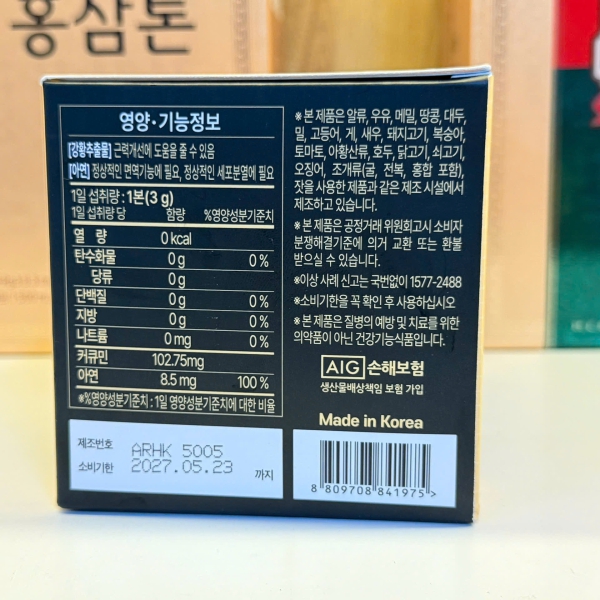 홍삼톤
영양·기능정보
[강황추출물] 근력개선에 도움을 줄 수 있음
[아연] 정상적인 면역기능에 필요, 정상적인 세포분열에 필요
1일 섭취량 : 1본(3 g)
1일 섭취량 당 함량 %영양성분기준치
열 량 0 kcal
탄수화물 0 g 0 %
당류 0 g
단백질 0 g 0 %
지방 0 g 0 %
나트륨 0 mg 0 %
커큐민 102.75mg
아연 8.5 mg 100 %
※%영양성분기준치 : 1일 영양성분기준치에 대한 비율
제조번호 ARHK 5005
소비기한 2027.05.23 까지
※본 제품은 알류, 우유, 메밀, 땅콩, 대두,
밀, 고등어, 게, 새우, 돼지고기, 복숭아,
토마토, 아황산류, 호두, 닭고기, 쇠고기,
오징어, 조개류(굴, 전복, 홍합 포함),
잣을 사용한 제품과 같은 제조 시설에서
제조하고 있습니다.
※본 제품은 공정거래 위원회고시 소비자
분쟁해결기준에 의거 교환 또는 환불
받으실 수 있습니다.
※이상 사례 신고는 국번없이 1577-2488
※소비기한을 꼭 확인 후 사용하십시오
※본 제품은 질병의 예방 및 치료를 위한
의약품이 아닌 건강기능식품입니다.
AIG 손해보험
생산물배상책임 보험 가입
Made in Korea
8 809708 841975 >